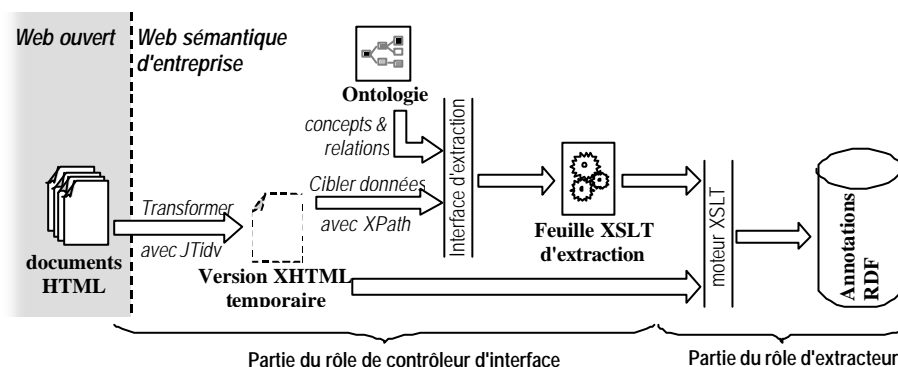 Web ouvert
Web sémantique
d'entreprise
Ontologie
concepts &
relations
Interface d'extraction
Cibler données
avec XPath
Transformer
avec JTidy
documents
HTML
Version XHTML
temporaire
Feuille XSLT
d'extraction
moteur XSLT
Annotations
RDF
Partie du rôle de contrôleur d'interface
Partie du rôle d'extracteur